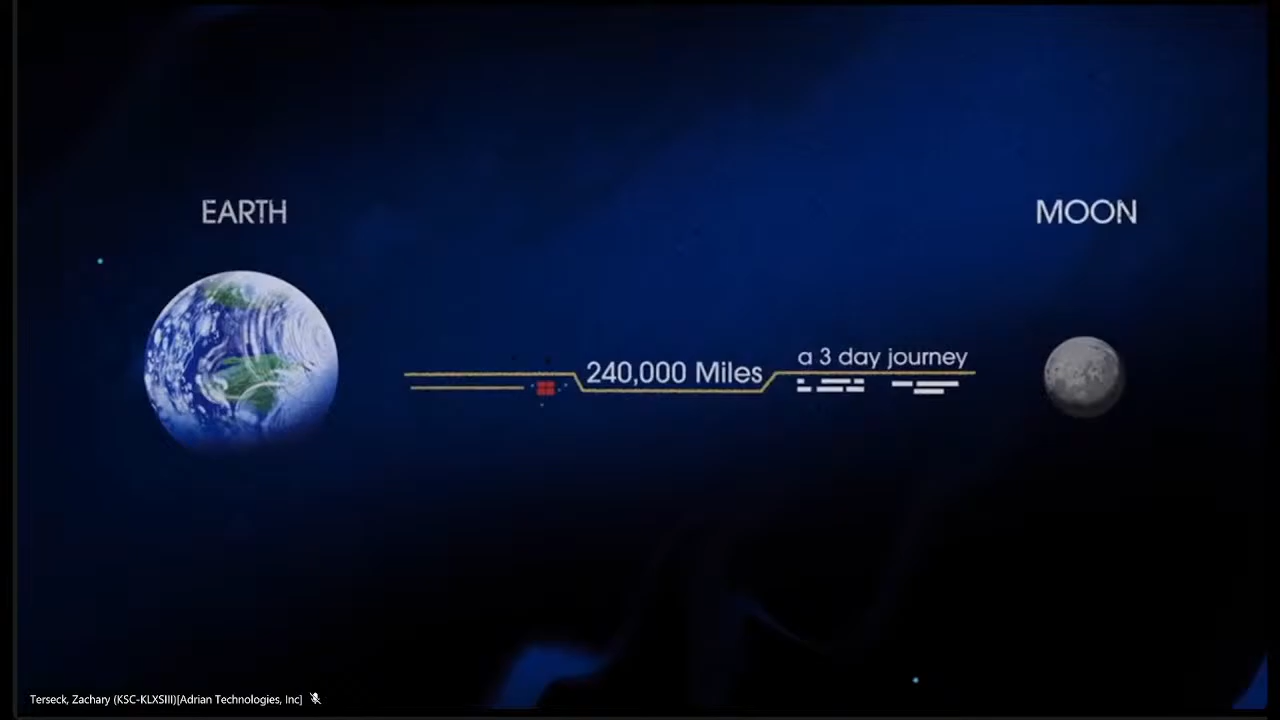 EARTH
MOON
a 3 day journey
240,000 Miles
Terseck, Zachary (KSC-KLXSIII)[Adrian Technologies, Inc]